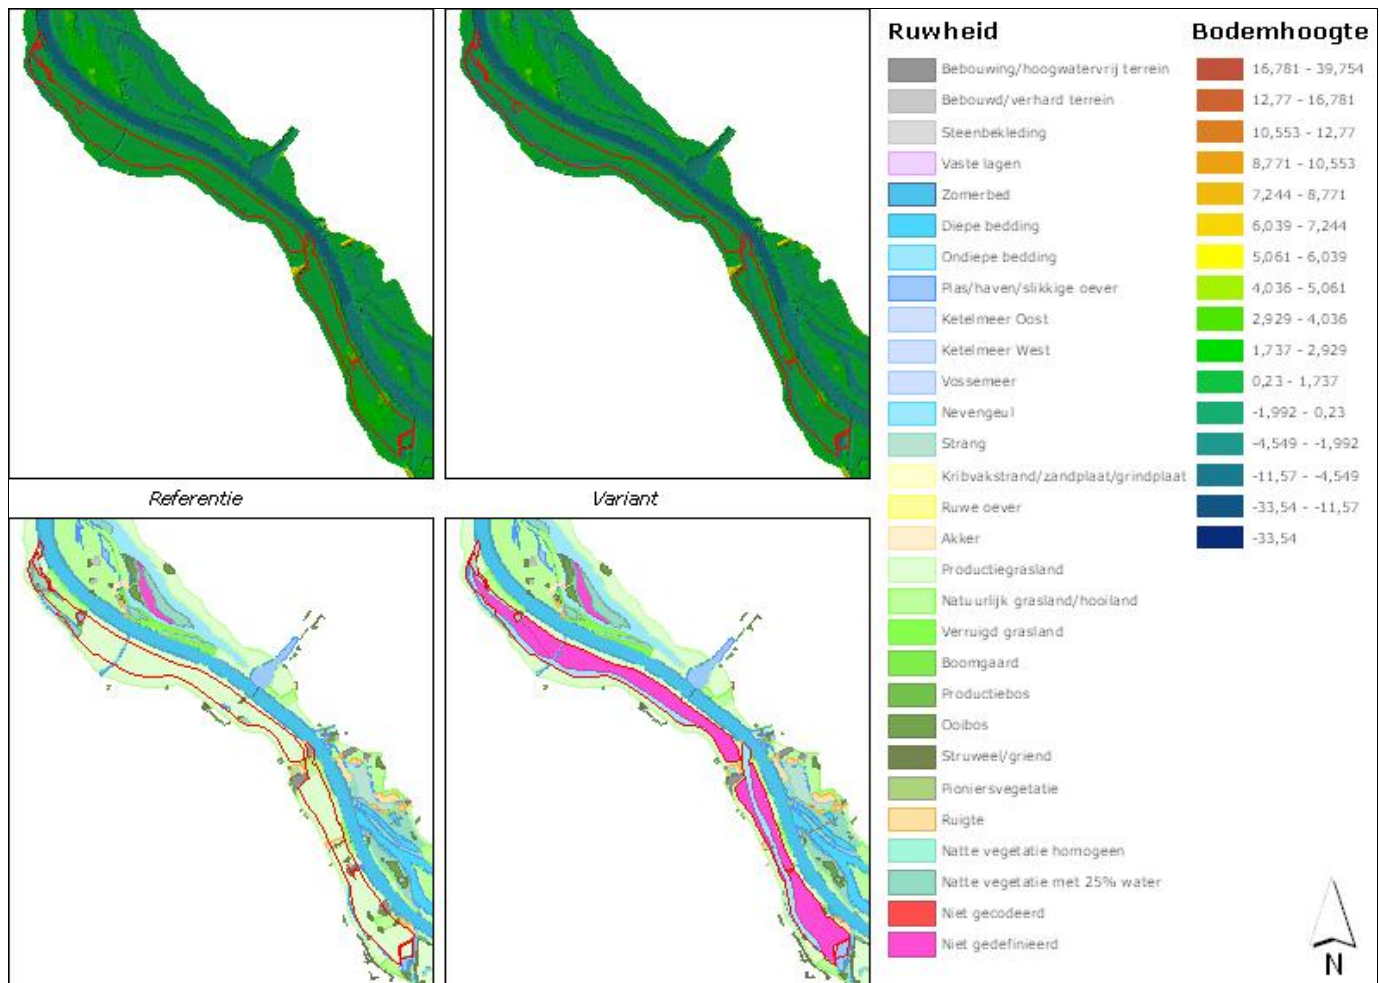 Ruwheid
Bebouwing/hoogwatervrij terrein
Bebouwd/verhard terrein
Steenbekleding
Vaste lagen
Zomerbed
Diepe bedding
Ondiepe bedding
Plas/haven/slikkige oever
Ketelmeer Oost
Ketelmeer West
Vossemeer
Nevengeul
Strang
Kribvakstrand/zandplaat/grindplaat
Ruwe oever
Akker
Productiegrasland
Natuurlijk grasland/hooiland
Verruigd grasland
Boomgaard
Productiebos
Ooibos
Struweel/griend
Pioniersvegetatie
Ruigte
Natte vegetatie homogeen
Natte vegetatie met 25% water
Niet gecodeerd
Niet gedefinieerd
Bodemhoogte
16,781 - 39,754
12,77 - 16,781
10,553 - 12,77
8,771 - 10,553
7,244 - 8,771
6,039 - 7,244
5,061 - 6,039
4,036 - 5,061
2,929 - 4,036
1,737 - 2,929
0,23 - 1,737
-1,992 - 0,23
-4,549 - -1,992
-11,57 - -4,549
-33,54 - -11,57
-33,54
Referentie
Variant
N